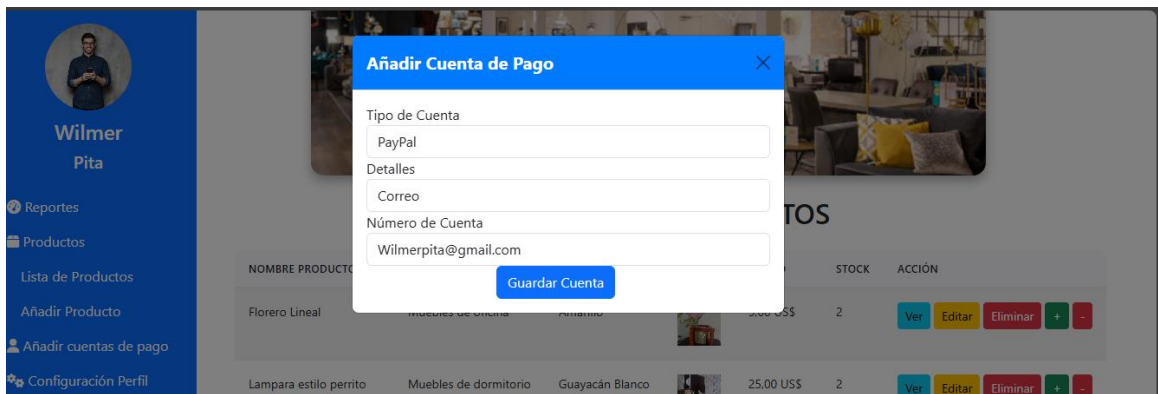 Wilmer
Pita
Reportes
Productos
Lista de Productos
Añadir Producto
Añadir cuentas de pago
Configuración Perfil
Añadir Cuenta de Pago
Tipo de Cuenta
PayPal
Detalles
Correo
Número de Cuenta
Wilmerpita@gmail.com
Guardar Cuenta
TOS
NOMBRE PRODUCTO STOCK ACCIÓN
Florero Lineal Muebles de oficina Amarillo 5,00 US$ 2 Ver Editar Eliminar + -
Lampara estilo perrito Muebles de dormitorio Guayacán Blanco 25,00 US$ 2 Ver Editar Eliminar + -